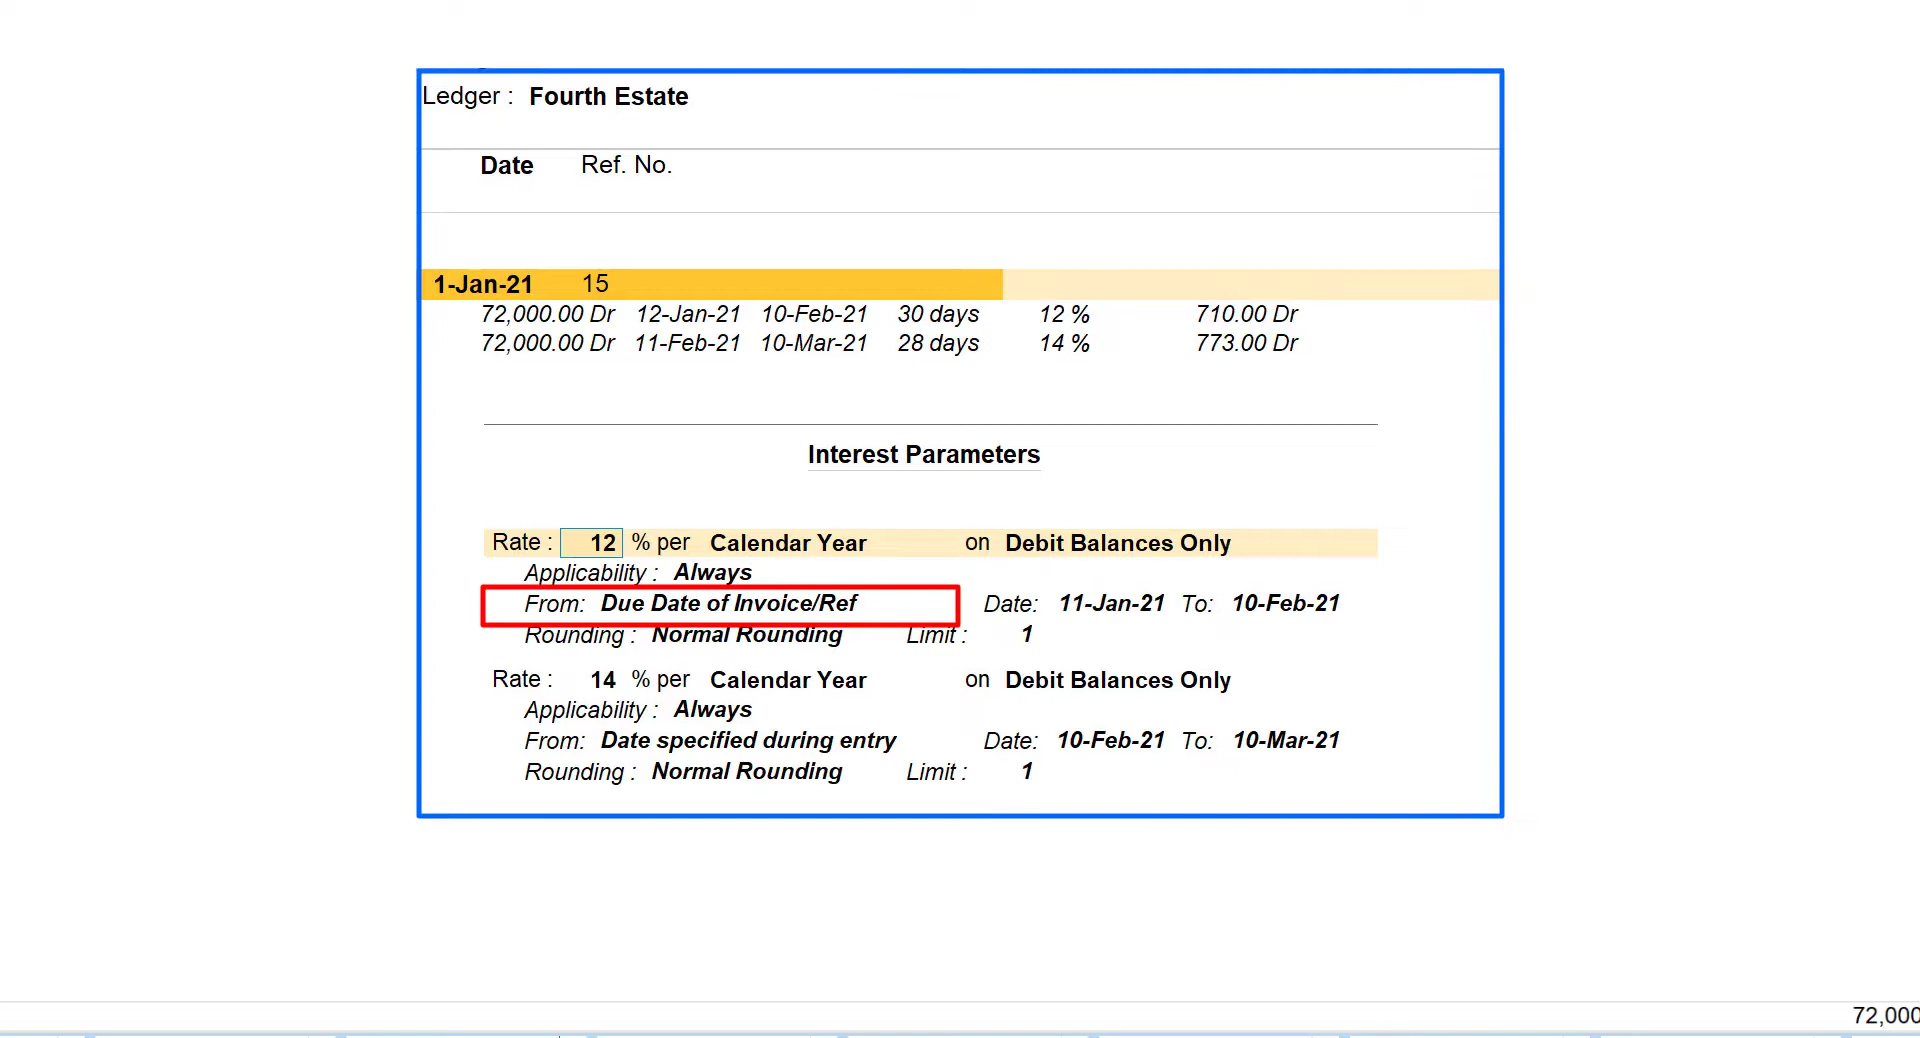 Ledger : Fourth Estate
Date Ref. No.
1-Jan-21 15
72,000.00 Dr 12-Jan-21 10-Feb-21 30 days 12 % 710.00 Dr
72,000.00 Dr 11-Feb-21 10-Mar-21 28 days 14 % 773.00 Dr
Interest Parameters
Rate : 12 % per Calendar Year on Debit Balances Only
Applicability : Always
From: Due Date of Invoice/Ref Date: 11-Jan-21 To: 10-Feb-21
Rounding : Normal Rounding Limit : 1
Rate : 14 % per Calendar Year on Debit Balances Only
Applicability : Always
From: Date specified during entry Date: 10-Feb-21 To: 10-Mar-21
Rounding : Normal Rounding Limit : 1
72,000